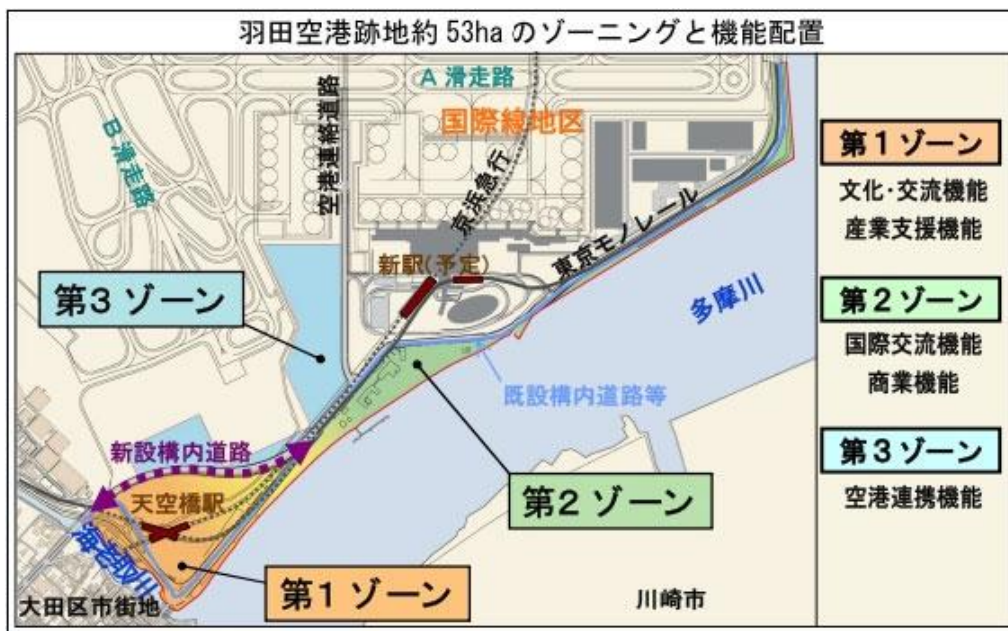 羽田空港跡地約53haのゾーニングと機能配置
A滑走路
国際線地区
B滑走路
空港連絡道路
京浜急行
新駅(予定)
東京モノレール
第3ゾーン
多摩川
既設構内道路等
新設構内道路
天空橋駅
第2ゾーン
海老取川
第1ゾーン
大田区市街地
川崎市
第1ゾーン
文化・交流機能
産業支援機能
第2ゾーン
国際交流機能
商業機能
第3ゾーン
空港連携機能